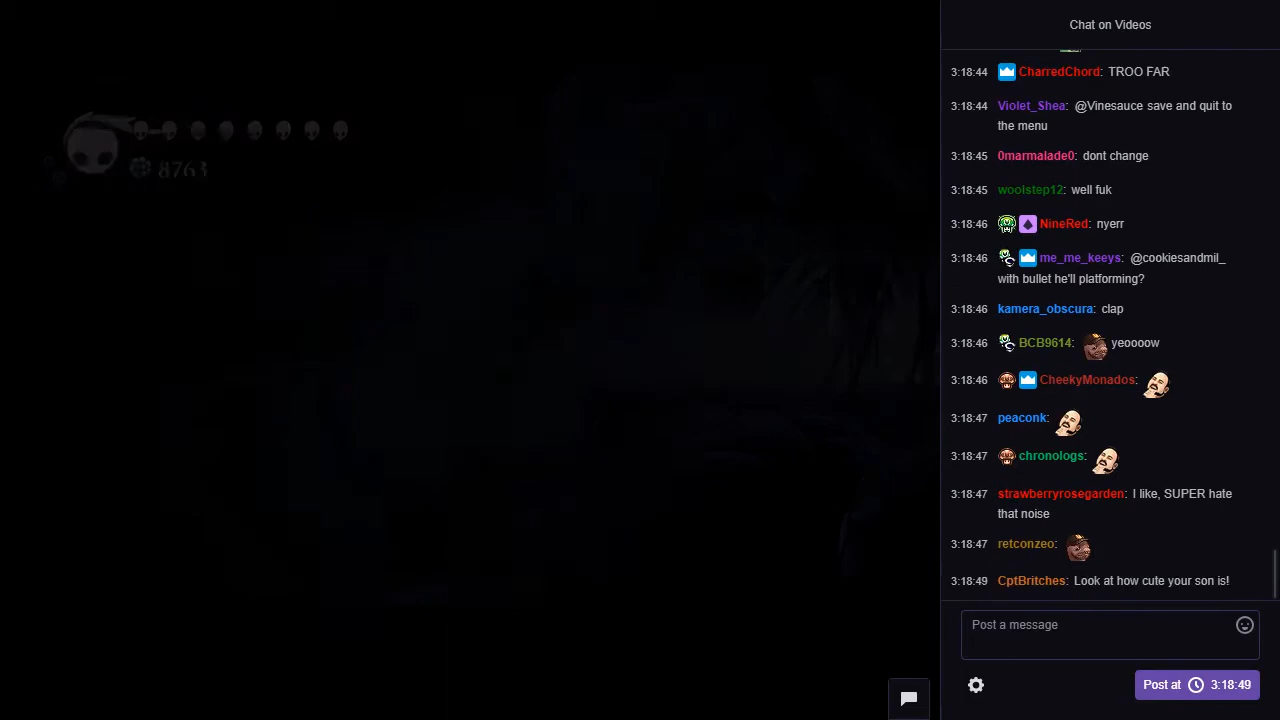 8763
Chat on Videos
3:18:44 CharredChord: TROO FAR
3:18:44 Violet_Shea: @Vinesauce save and quit to
the menu
3:18:45 0marmalade0: dont change
3:18:45 woolstep12: well fuk
3:18:46 NineRed: nyerr
3:18:46 me_me_keeys: @cookiesandmil_
with bullet he'll platforming?
3:18:46 kamera_obscura: clap
3:18:46 BCB9614: yeoooow
3:18:46 CheekyMonados:
3:18:47 peaconk:
3:18:47 chronologs:
3:18:47 strawberryrosegarden: I like, SUPER hate
that noise
3:18:47 retconzeo:
3:18:49 CptBritches: Look at how cute your son is!
Post a message
Post at 3:18:49